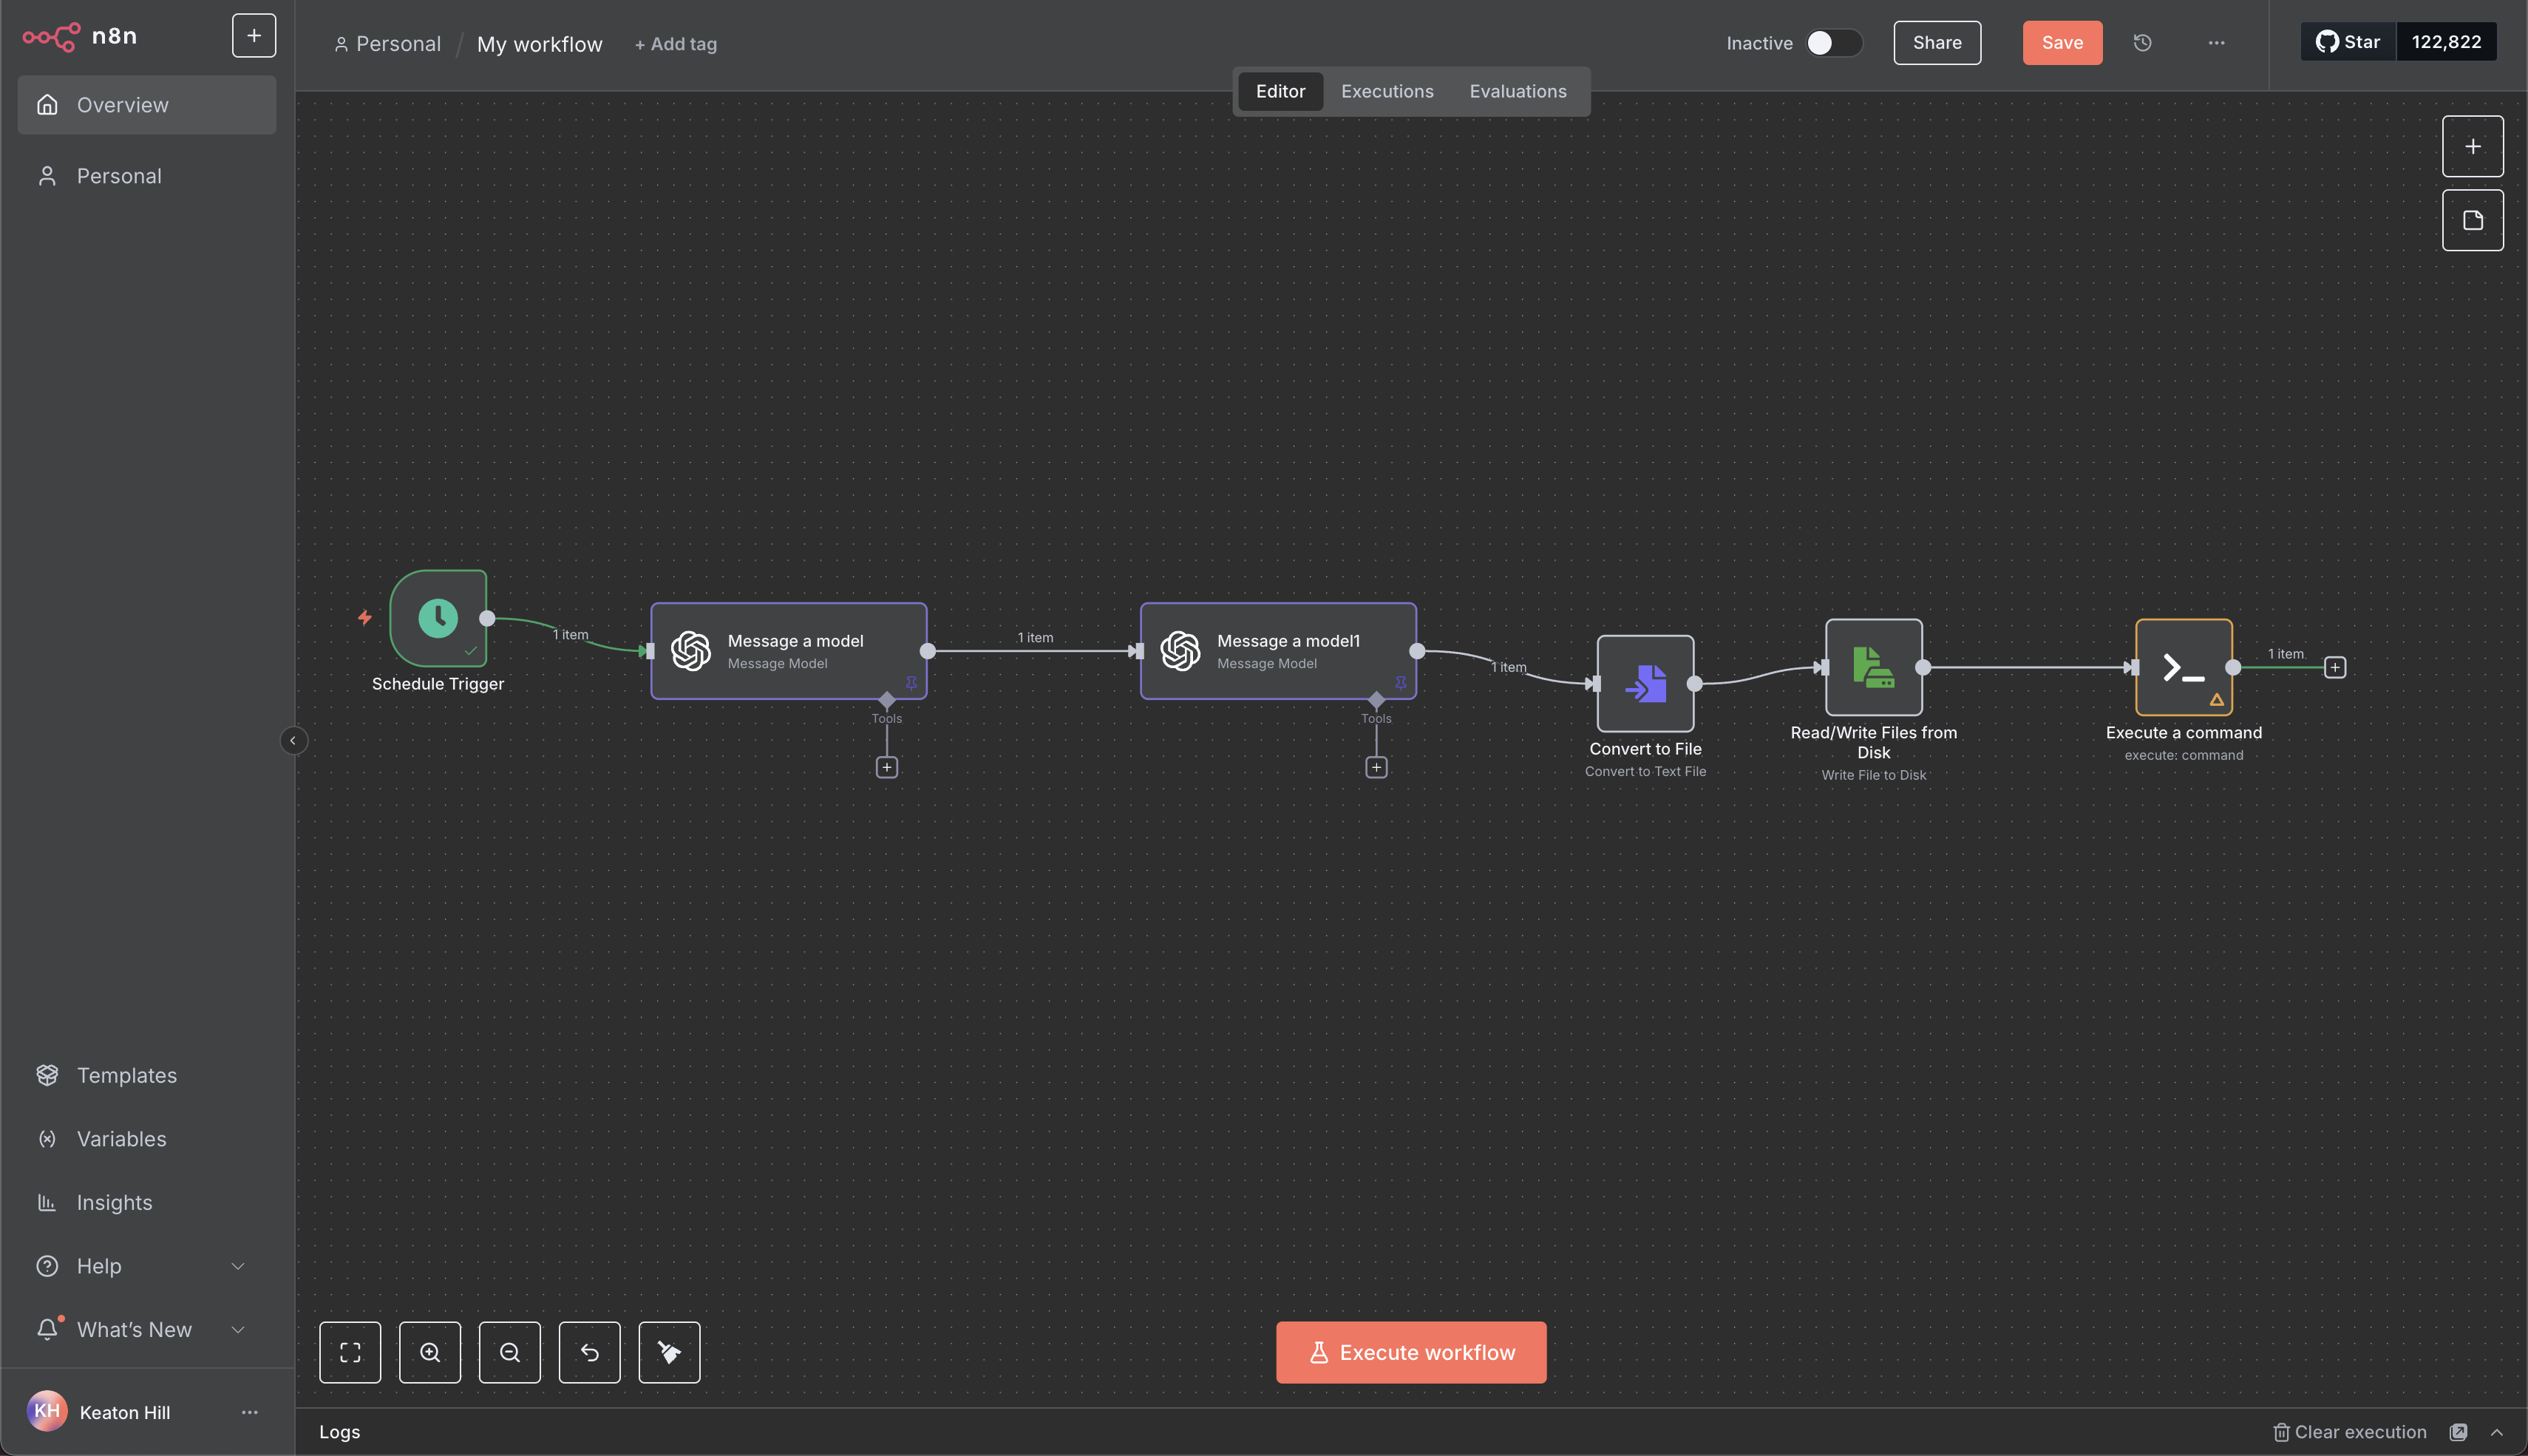 n8n
Personal / My workflow + Add tag
Inactive
Share
Save
Star 122,822
Editor Executions Evaluations
Overview
Personal
1 item
Schedule Trigger
Message a model
Message Model
Tools
1 item
Message a model1
Message Model
Tools
1 item
Convert to File
Convert to Text File
Read/Write Files from
Disk
Write File to Disk
Execute a command
execute: command
1 item
Templates
Variables
Insights
Help
What's New
KH Keaton Hill
Execute workflow
Logs
Clear execution